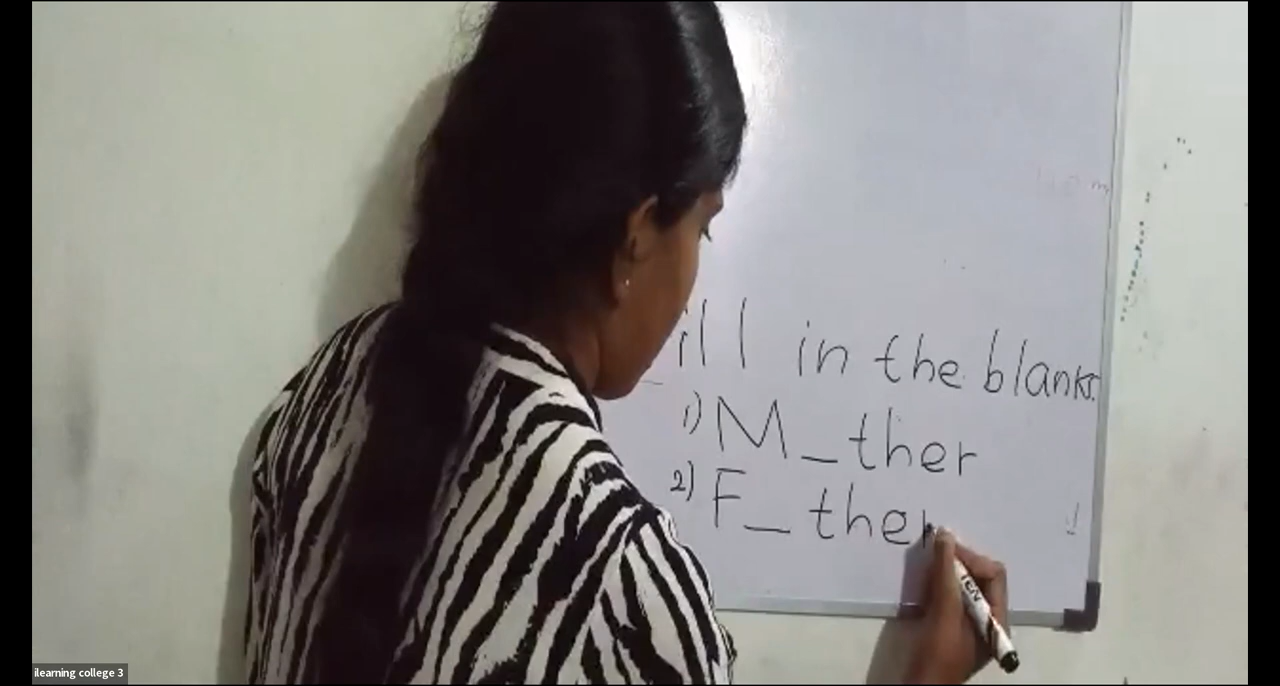 ill in the blanks.
1) M_ther
2) F_ther
ilearning college 3